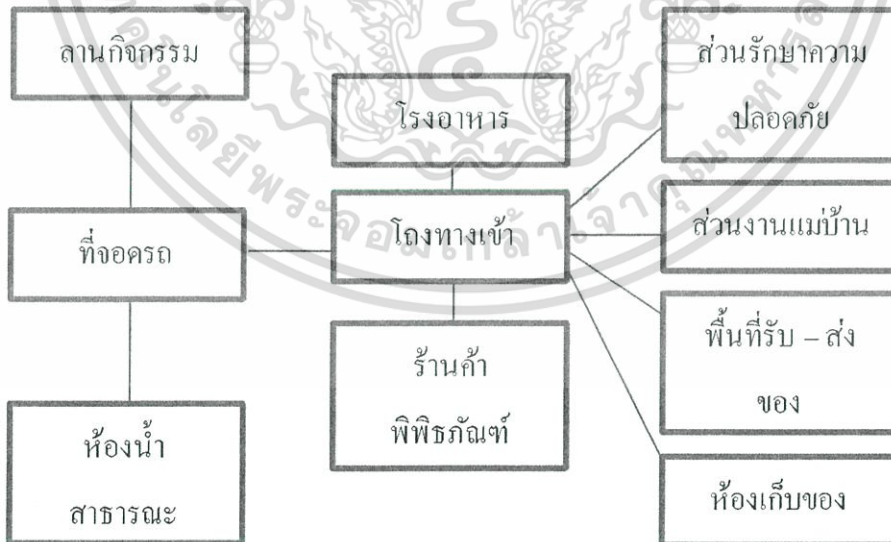 ลานกิจกรรม
ที่จอดรถ
ห้องน้ำ
สาธารณะ
โรงอาหาร
โถงทางเข้า
ร้านค้า
พิพิธภัณฑ์
ส่วนรักษาความ
ปลอดภัย
ส่วนงานแม่บ้าน
พื้นที่รับ – ส่ง
ของ
ห้องเก็บของ